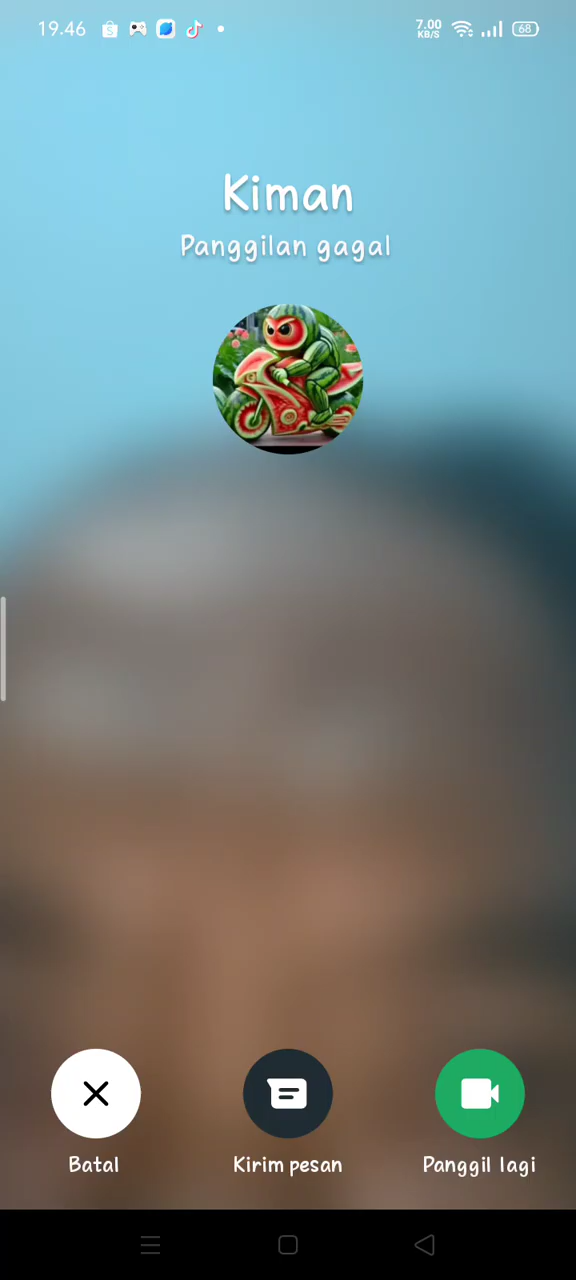 19.46
7.00
KB/S
68
Kiman
Panggilan gagal
Batal
Kirim pesan
Panggil lagi